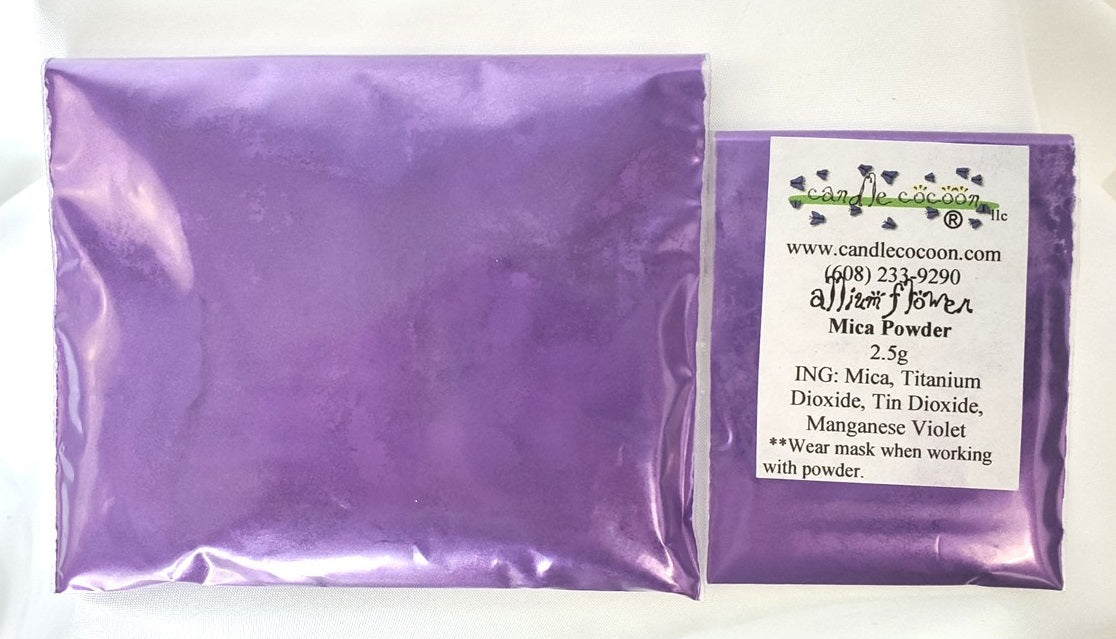 candle cocoon llc
®
www.candlecocoon.com
(608) 233-9290
allium flower
Mica Powder
2.5g
ING: Mica, Titanium
Dioxide, Tin Dioxide,
Manganese Violet
**Wear mask when working
with powder.